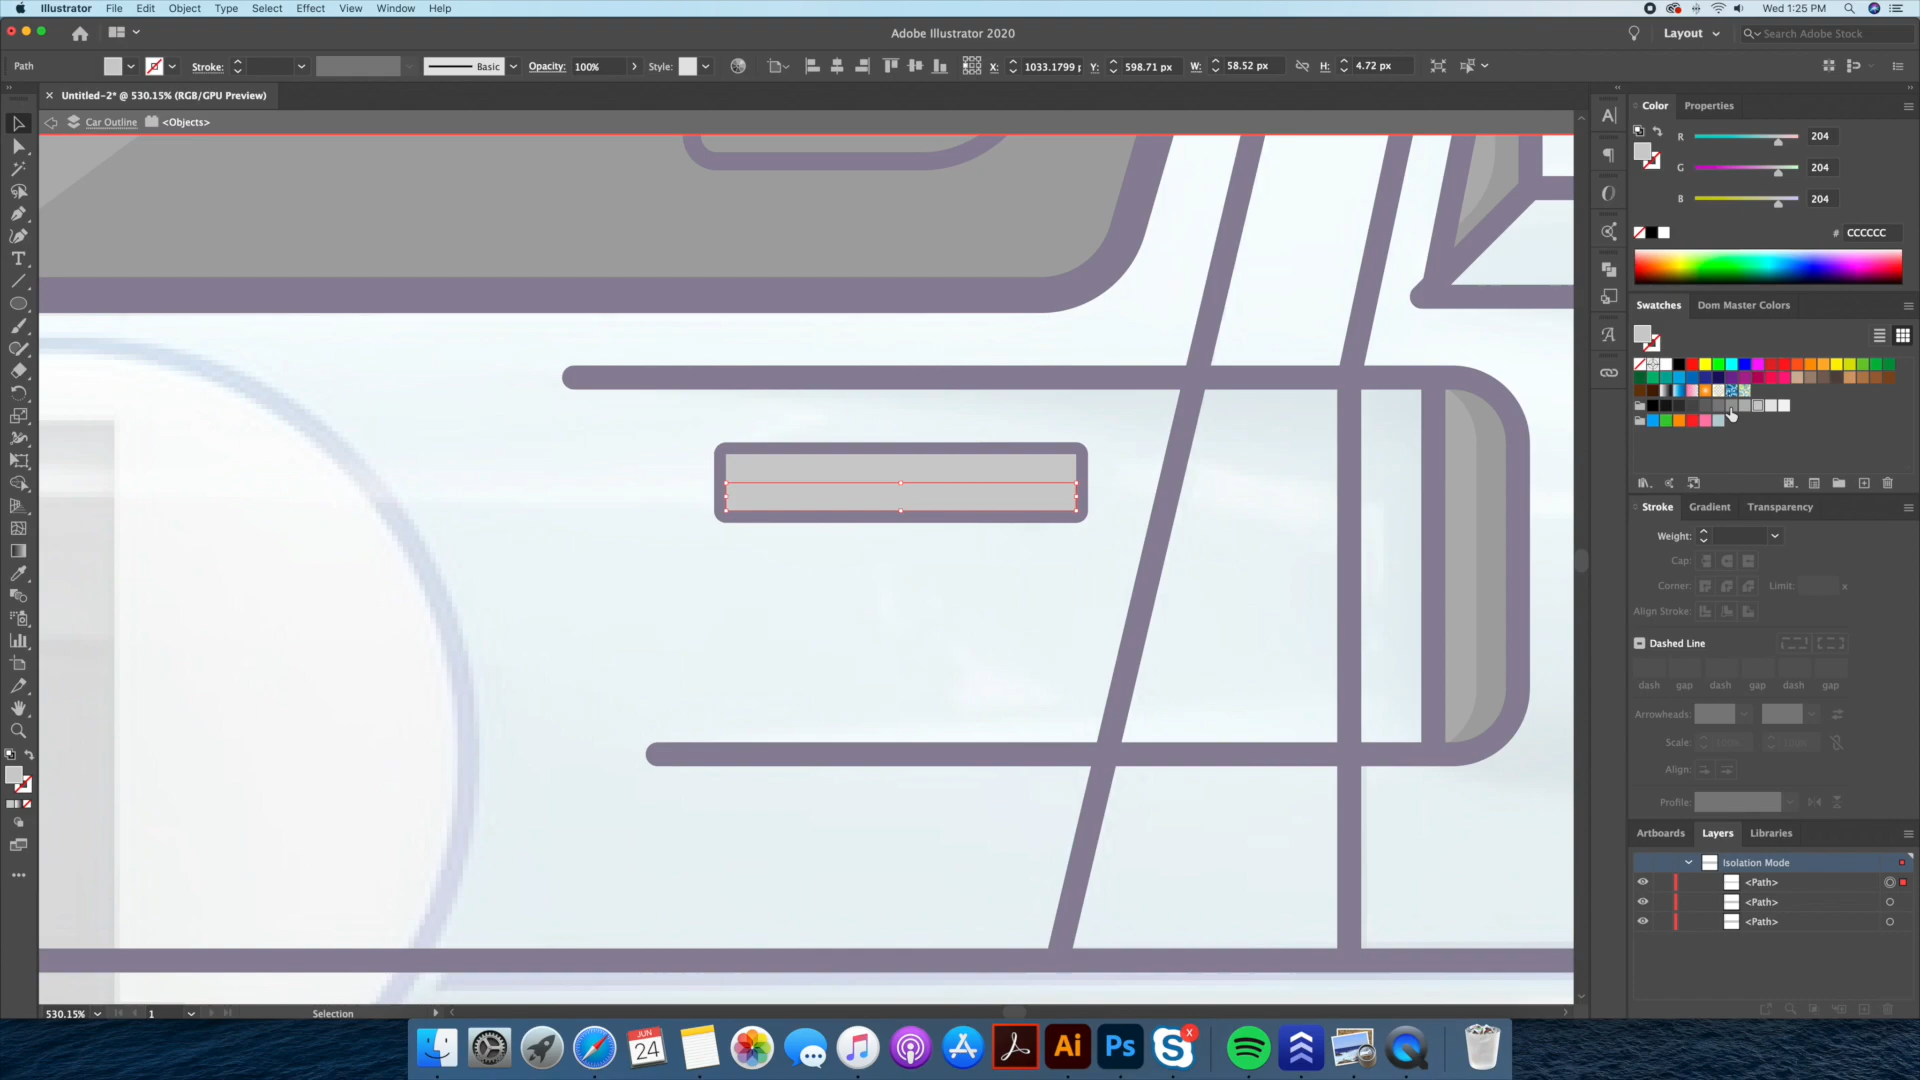 Illustrator File Edit Object Type Select Effect View Window Help
Wed 1:25 PM
Adobe Illustrator 2020
Layout
Search Adobe Stock
Path
Stroke:
Basic
Opacity: 100%
Style:
X: 1033.1799 p
Y: 598.71 px
W: 58.52 px
H: 4.72 px
Untitled-2* @ 530.15% (RGB/GPU Preview)
Car Outline
<Objects>
Color Properties
R 204
G 204
B 204
# CCCCCC
Swatches Dom Master Colors
Stroke Gradient Transparency
Weight:
Cap:
Corner:
Limit:
x
Align Stroke:
Dashed Line
dash gap dash gap dash gap
Arrowheads:
Scale: 100% 100%
Align:
Profile:
Artboards Layers Libraries
Isolation Mode
<Path>
<Path>
<Path>
530.15%
1
Selection
JUN
24
Ai
Ps
S
x